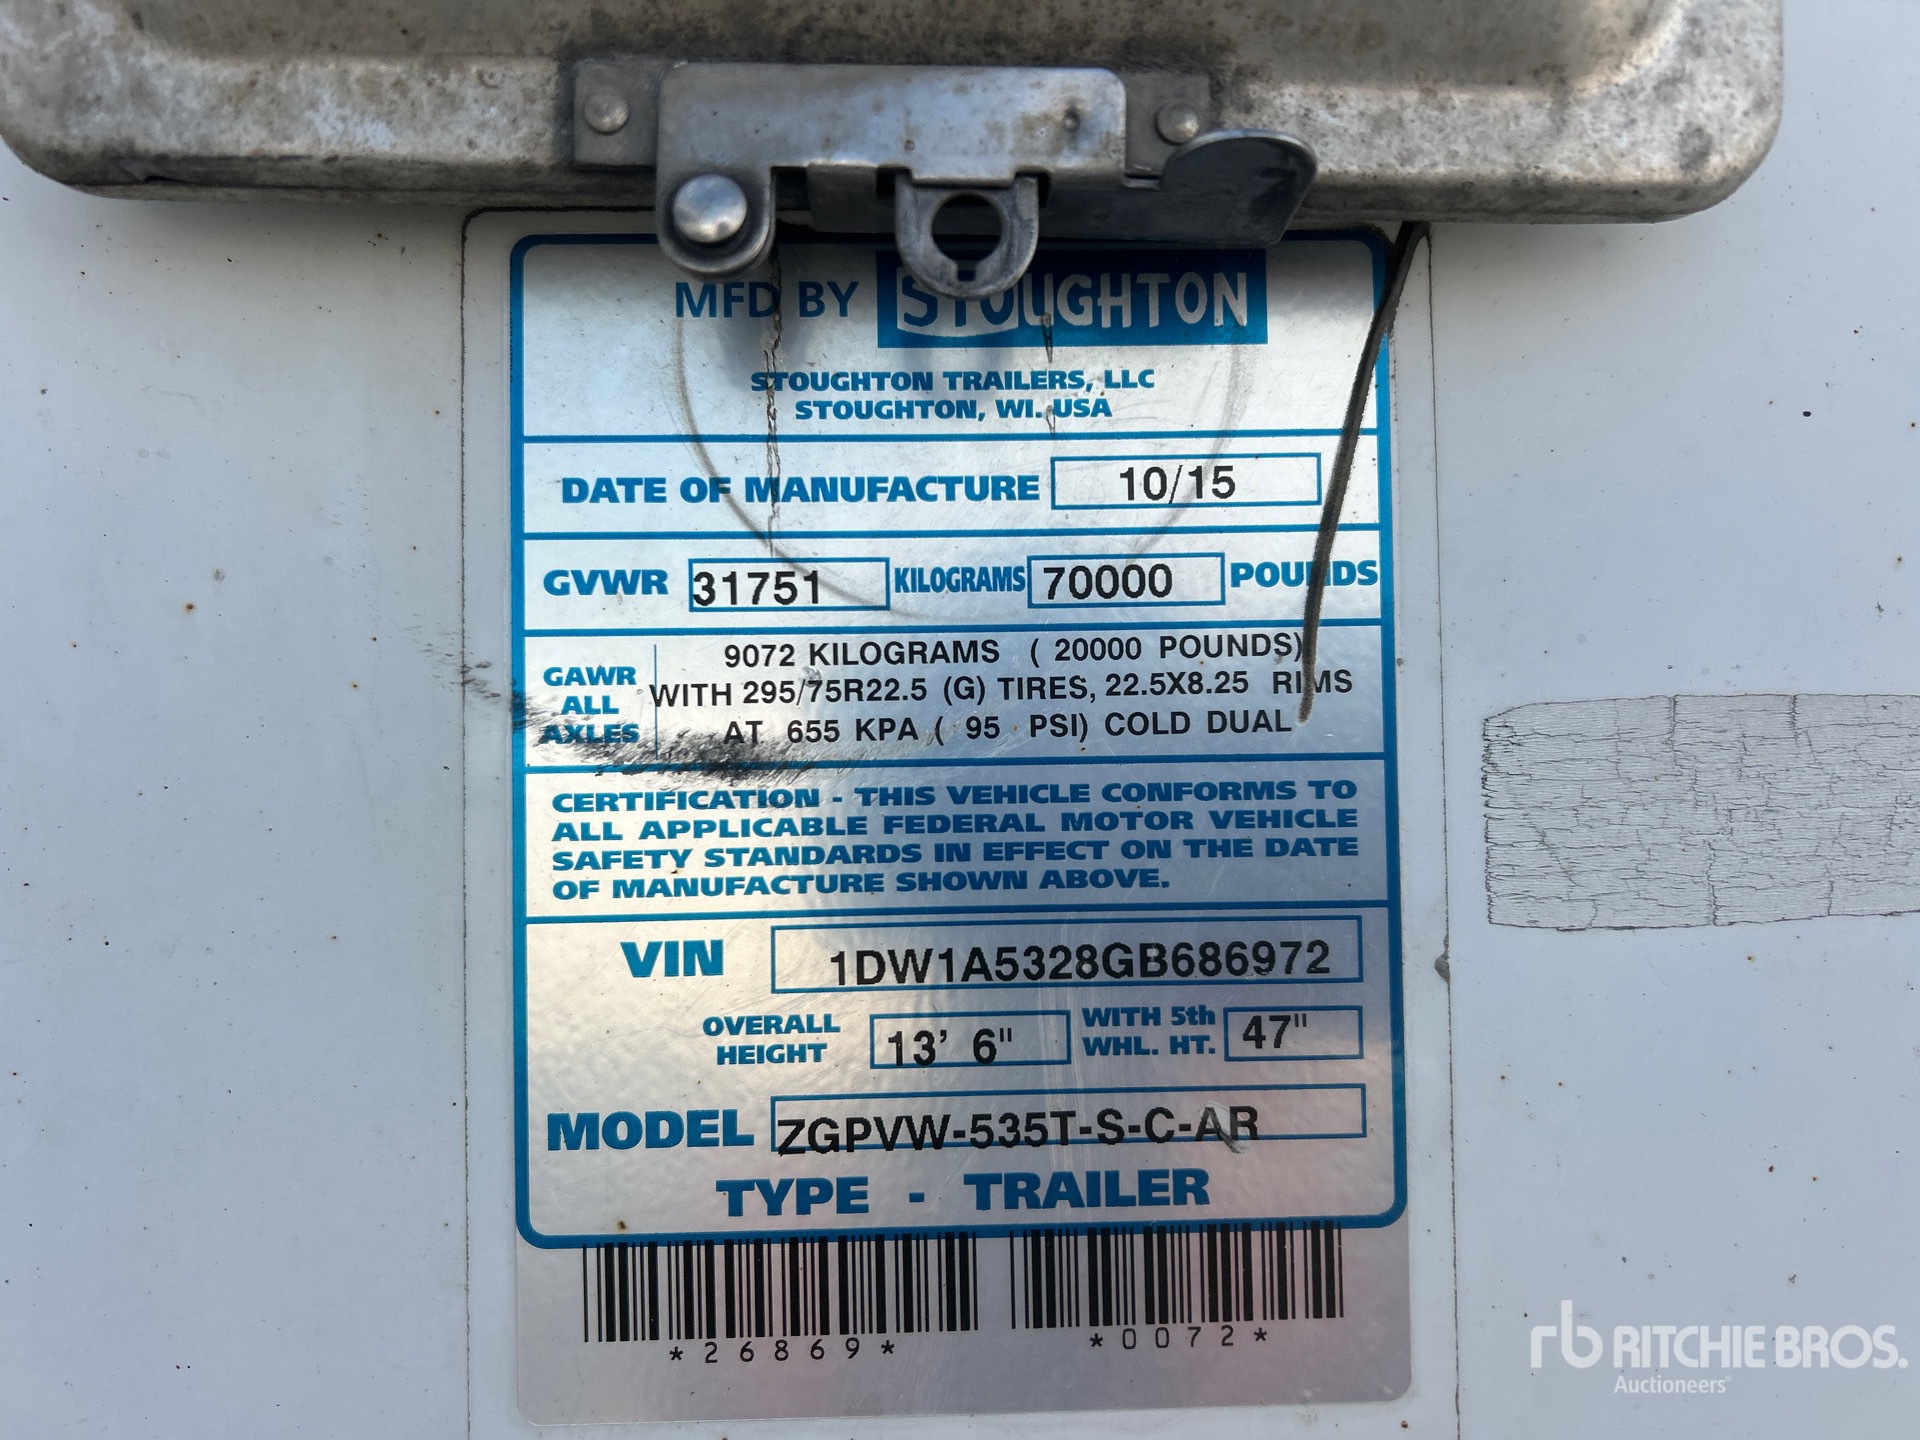 MFD BY STOUGHTON
STOUGHTON TRAILERS, LLC
STOUGHTON, WI. USA
DATE OF MANUFACTURE 10/15
GVWR 31751 KILOGRAMS 70000 POUNDS
GAWR ALL AXLES
9072 KILOGRAMS ( 20000 POUNDS)
WITH 295/75R22.5 (G) TIRES, 22.5X8.25 RIMS
AT 655 KPA ( 95 PSI) COLD DUAL
CERTIFICATION - THIS VEHICLE CONFORMS TO
ALL APPLICABLE FEDERAL MOTOR VEHICLE
SAFETY STANDARDS IN EFFECT ON THE DATE
OF MANUFACTURE SHOWN ABOVE.
VIN 1DW1A5328GB686972
OVERALL HEIGHT 13' 6" WITH 5th WHL. HT. 47"
MODEL ZGPVW-535T-S-C-AR
TYPE - TRAILER
*26869* *0072*
rb RITCHIE BROS.
Auctioneers